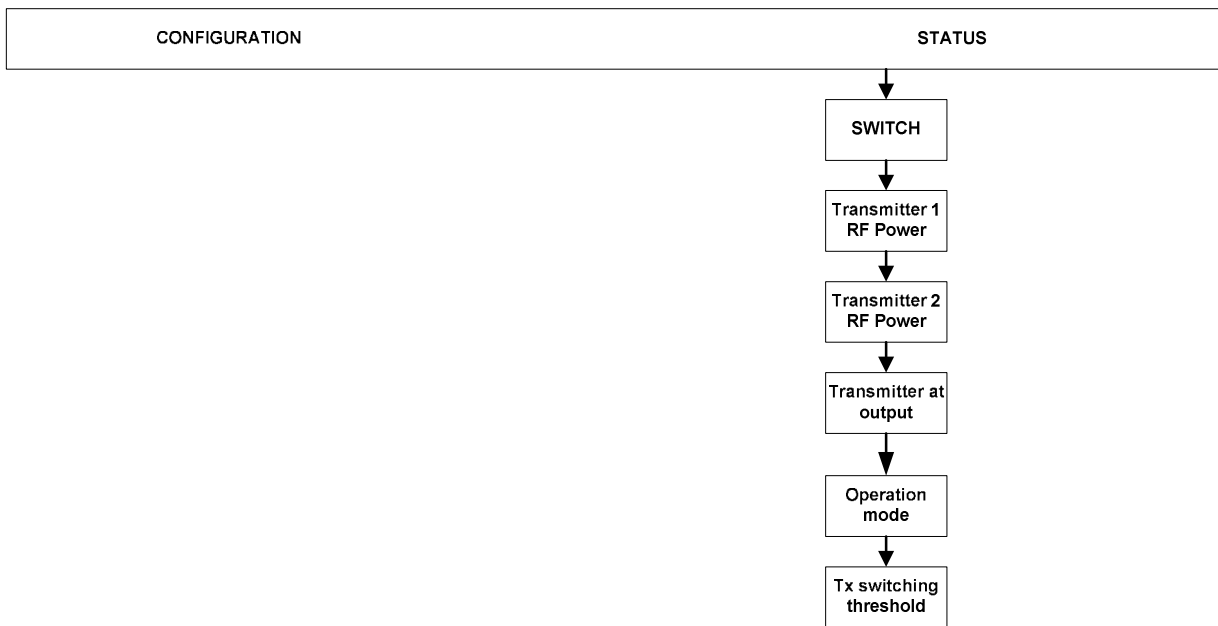 CONFIGURATION
STATUS
SWITCH
Transmitter 1
RF Power
Transmitter 2
RF Power
Transmitter at
output
Operation
mode
Tx switching
threshold